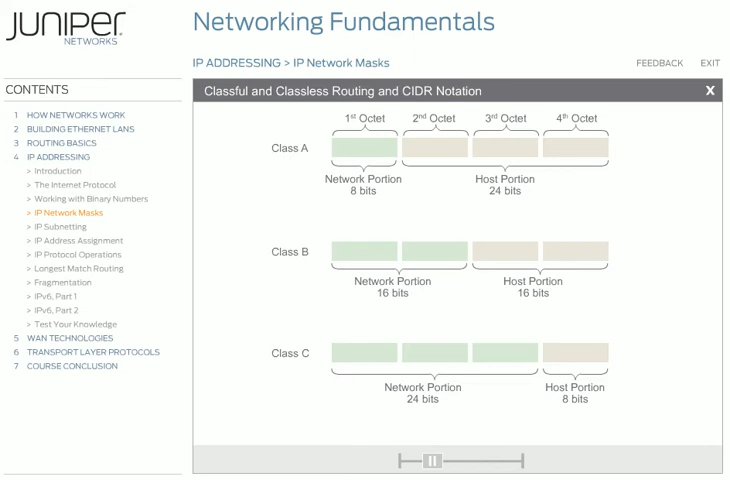 JUNIPER
NETWORKS
Networking Fundamentals
IP ADDRESSING > IP Network Masks
FEEDBACK EXIT
CONTENTS
1 HOW NETWORKS WORK
2 BUILDING ETHERNET LANS
3 ROUTING BASICS
4 IP ADDRESSING
> Introduction
> The Internet Protocol
> Working with Binary Numbers
> IP Network Masks
> IP Subnetting
> IP Address Assignment
> IP Protocol Operations
> Longest Match Routing
> Fragmentation
> IPv6, Part 1
> IPv6, Part 2
> Test Your Knowledge
5 WAN TECHNOLOGIES
6 TRANSPORT LAYER PROTOCOLS
7 COURSE CONCLUSION
Classful and Classless Routing and CIDR Notation X
1st Octet 2nd Octet 3rd Octet 4th Octet
Class A
Network Portion Host Portion
8 bits 24 bits
Class B
Network Portion Host Portion
16 bits 16 bits
Class C
Network Portion Host Portion
24 bits 8 bits